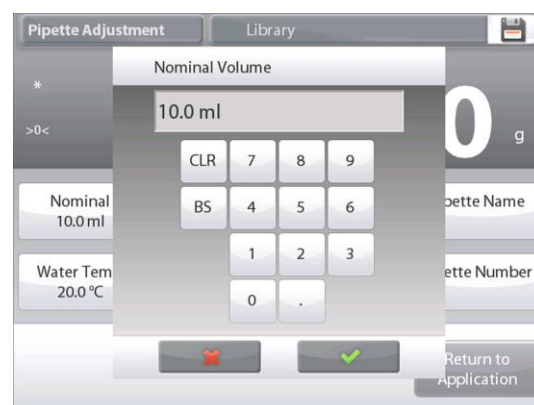 Pipette Adjustment
Library
Nominal Volume
10.0 ml
*
>0<
0
g
CLR 7 8 9
BS 4 5 6
1 2 3
0 .
Nominal
10.0 ml
pette Name
Water Tem
20.0 °C
ette Number
Return to
Application